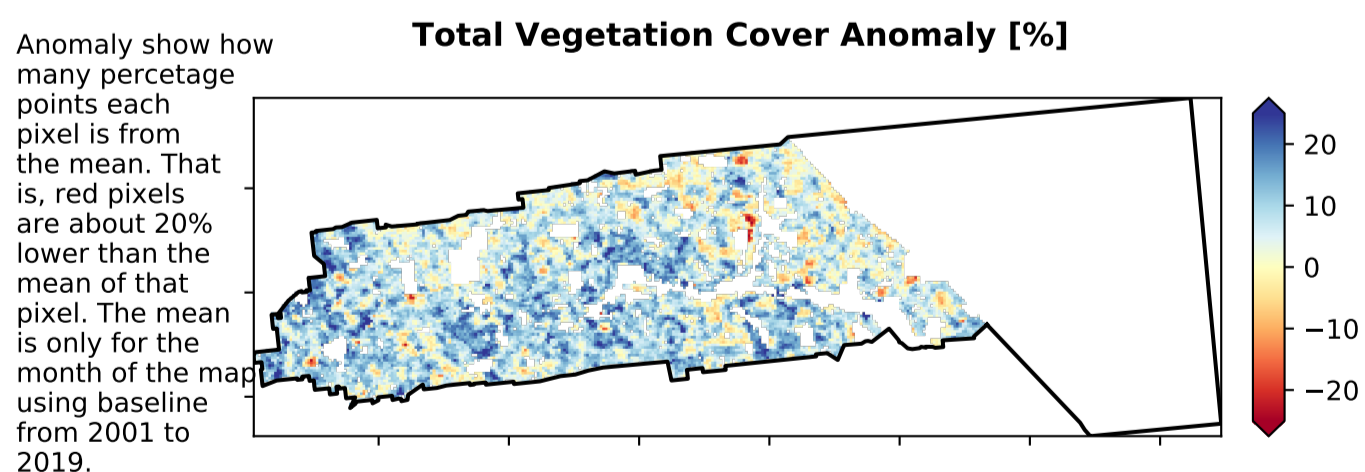 Total Vegetation Cover Anomaly [%]
Anomaly show how
many percetage
points each
pixel is from
the mean. That
is, red pixels
are about 20%
lower than the
mean of that
pixel. The mean
is only for the
month of the map
using baseline
from 2001 to
2019.
20
10
0
−10
−20